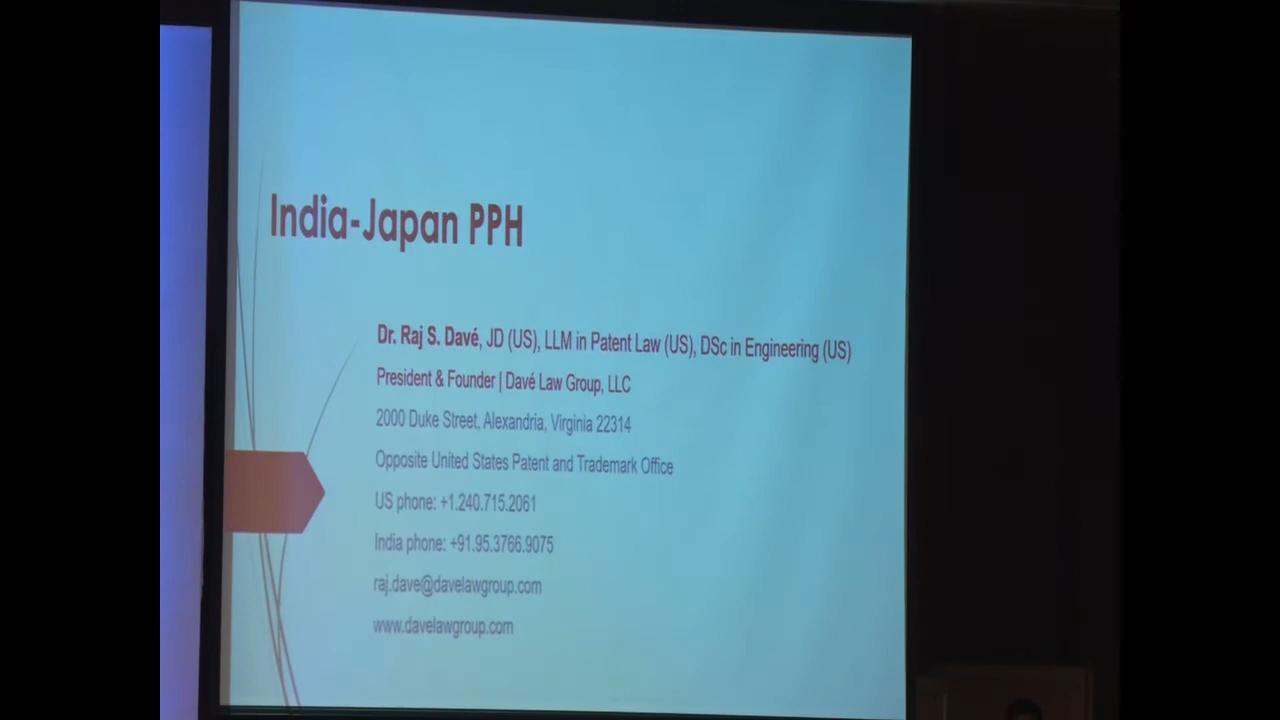 India-Japan PPH
Dr. Raj S. Davé, JD (US), LLM in Patent Law (US), DSc in Engineering (US)
President & Founder | Davé Law Group, LLC
2000 Duke Street, Alexandria, Virginia 22314
Opposite United States Patent and Trademark Office
US phone: +1.240.715.2061
India phone: +91.95.3766.9075
raj.dave@davelawgroup.com
www.davelawgroup.com